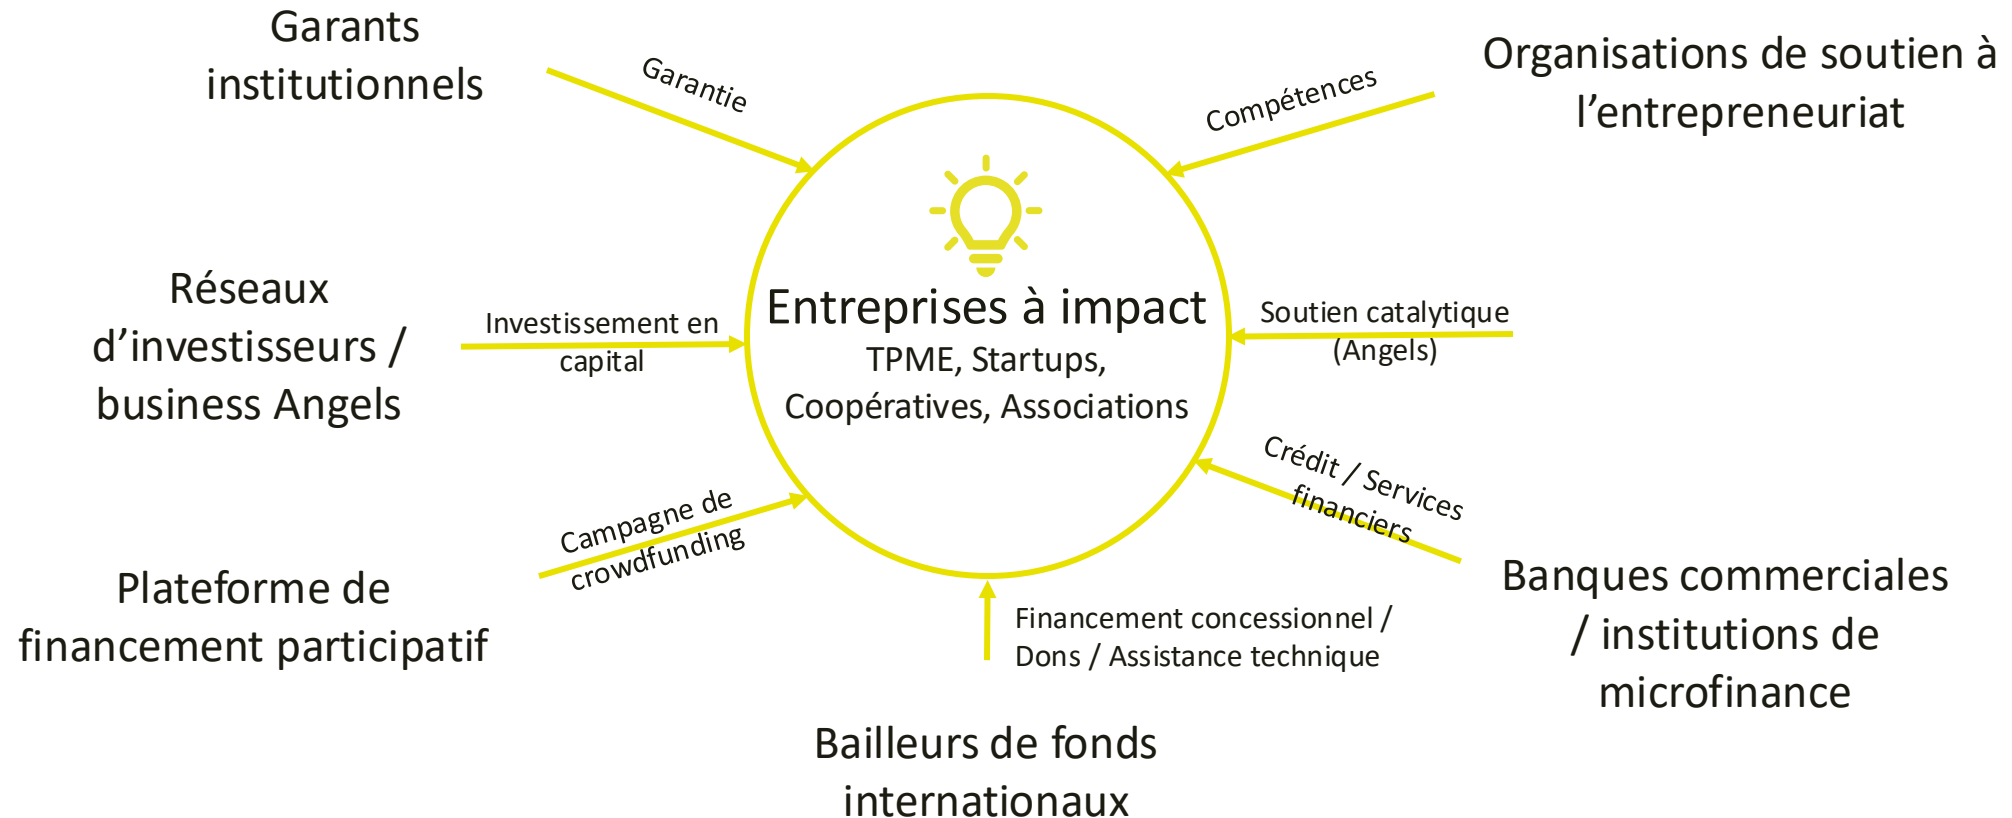 Garants
institutionnels
Garantie
Compétences
Organisations de soutien à
l’entrepreneuriat
Réseaux
d’investisseurs /
business Angels
Investissement en
capital
Entreprises à impact
TPME, Startups,
Coopératives, Associations
Soutien catalytique
(Angels)
Crédit / Services
financiers
Campagne de
crowdfunding
Plateforme de
financement participatif
Financement concessionnel /
Dons / Assistance technique
Banques commerciales
/ institutions de
microfinance
Bailleurs de fonds
internationaux